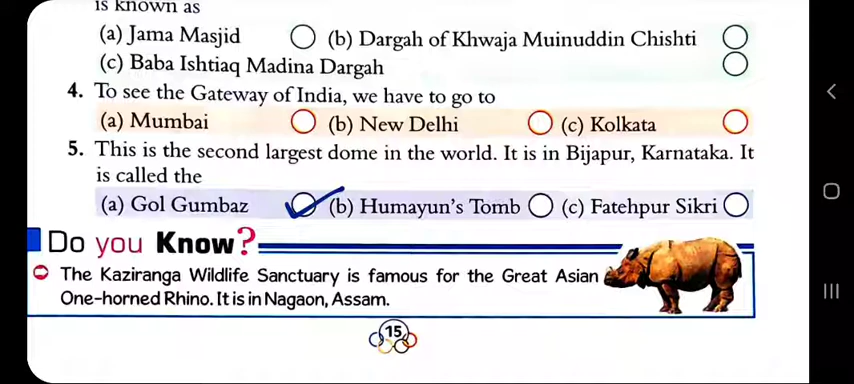 is known as
(a) Jama Masjid (b) Dargah of Khwaja Muinuddin Chishti
(c) Baba Ishtiaq Madina Dargah
4. To see the Gateway of India, we have to go to
(a) Mumbai (b) New Delhi (c) Kolkata
5. This is the second largest dome in the world. It is in Bijapur, Karnataka. It
is called the
(a) Gol Gumbaz (b) Humayun's Tomb (c) Fatehpur Sikri
Do you Know?
The Kaziranga Wildlife Sanctuary is famous for the Great Asian
One-horned Rhino. It is in Nagaon, Assam.
15